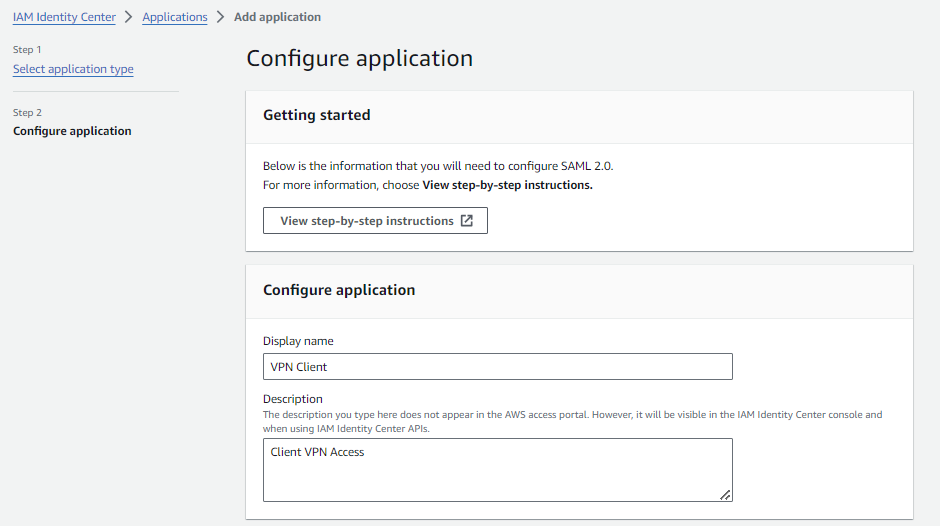 IAM Identity Center > Applications > Add application
Step 1
Select application type
Step 2
Configure application
Configure application
Getting started
Below is the information that you will need to configure SAML 2.0.
For more information, choose View step-by-step instructions.
View step-by-step instructions
Configure application
Display name
VPN Client
Description
The description you type here does not appear in the AWS access portal. However, it will be visible in the IAM Identity Center console and
when using IAM Identity Center APIs.
Client VPN Access